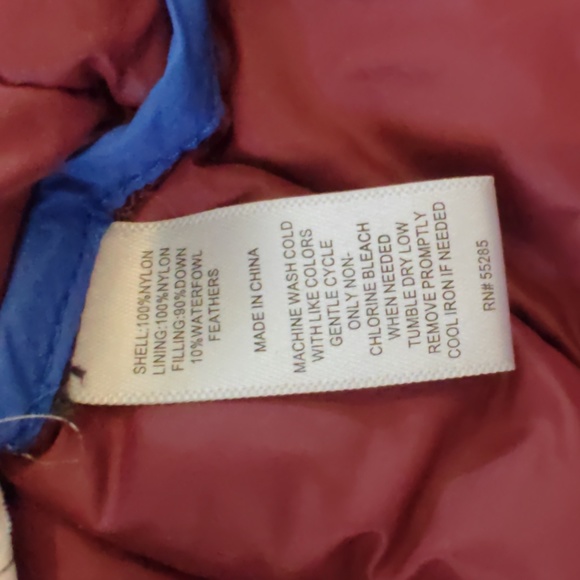 SHELL:100%NYLON
LINING:100%NYLON
FILLING:90%DOWN
10%WATERFOWL
FEATHERS
MADE IN CHINA
MACHINE WASH COLD
WITH LIKE COLORS
GENTLE CYCLE
ONLY NON-
CHLORINE BLEACH
WHEN NEEDED
TUMBLE DRY LOW
REMOVE PROMPTLY
COOL IRON IF NEEDED
RN# 55285